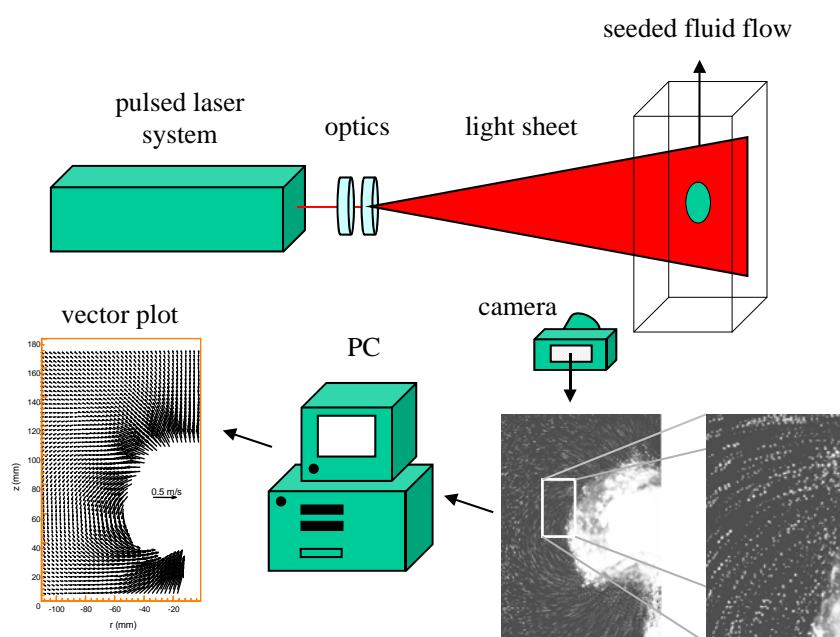 seeded fluid flow
pulsed laser
system
optics
light sheet
camera
vector plot
PC
180
160
140
120
100
80
60
40
20
0
z (mm)
0.5 m/s
-100
-80
-60
-40
-20
r (mm)